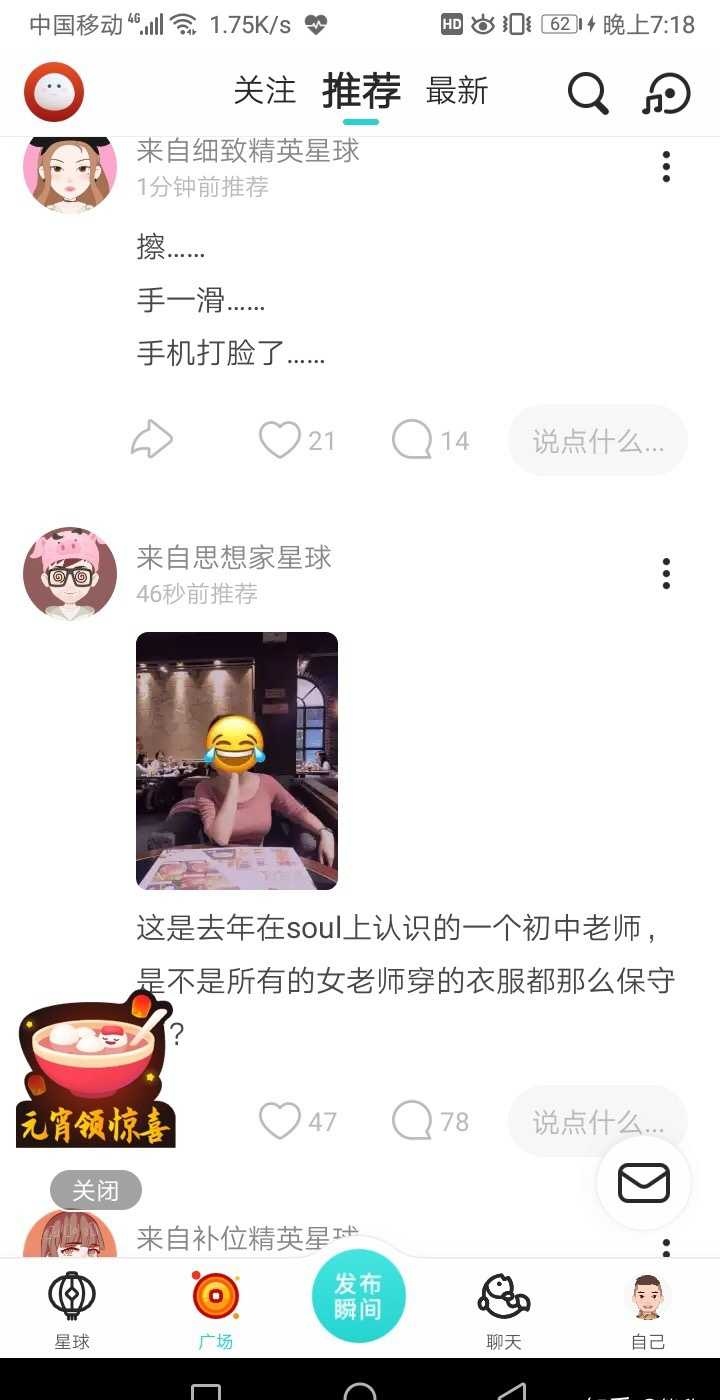 中国移动 4G 1.75K/s HD 62 晚上7:18
关注 推荐 最新
来自细致精英星球
1分钟前推荐
擦……
手一滑……
手机打脸了……
21 14 说点什么...
来自思想家星球
46秒前推荐
这是去年在soul上认识的一个初中老师，
是不是所有的女老师穿的衣服都那么保守
？
元宵领惊喜
47 78 说点什么...
关闭
来自补位精英星球
发布
瞬间
星球 广场 聊天 自己